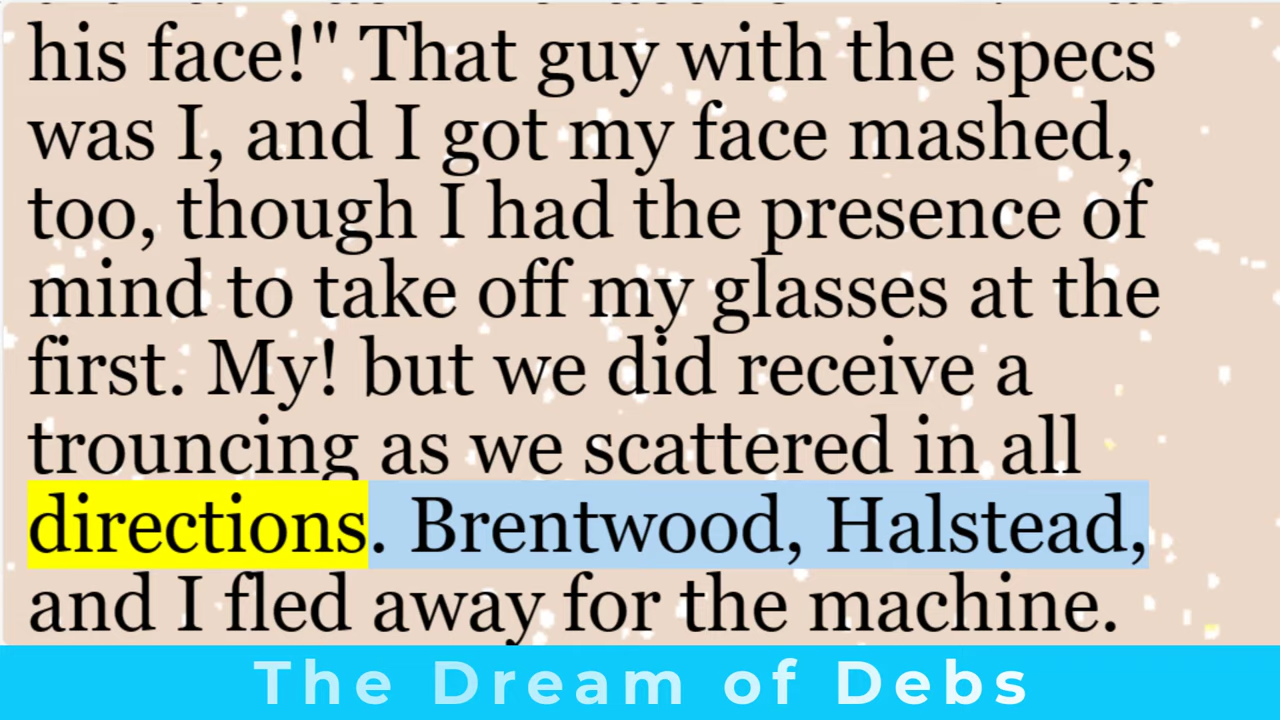 his face!" That guy with the specs
was I, and I got my face mashed,
too, though I had the presence of
mind to take off my glasses at the
first. My! but we did receive a
trouncing as we scattered in all
directions. Brentwood, Halstead,
and I fled away for the machine.
The Dream of Debs